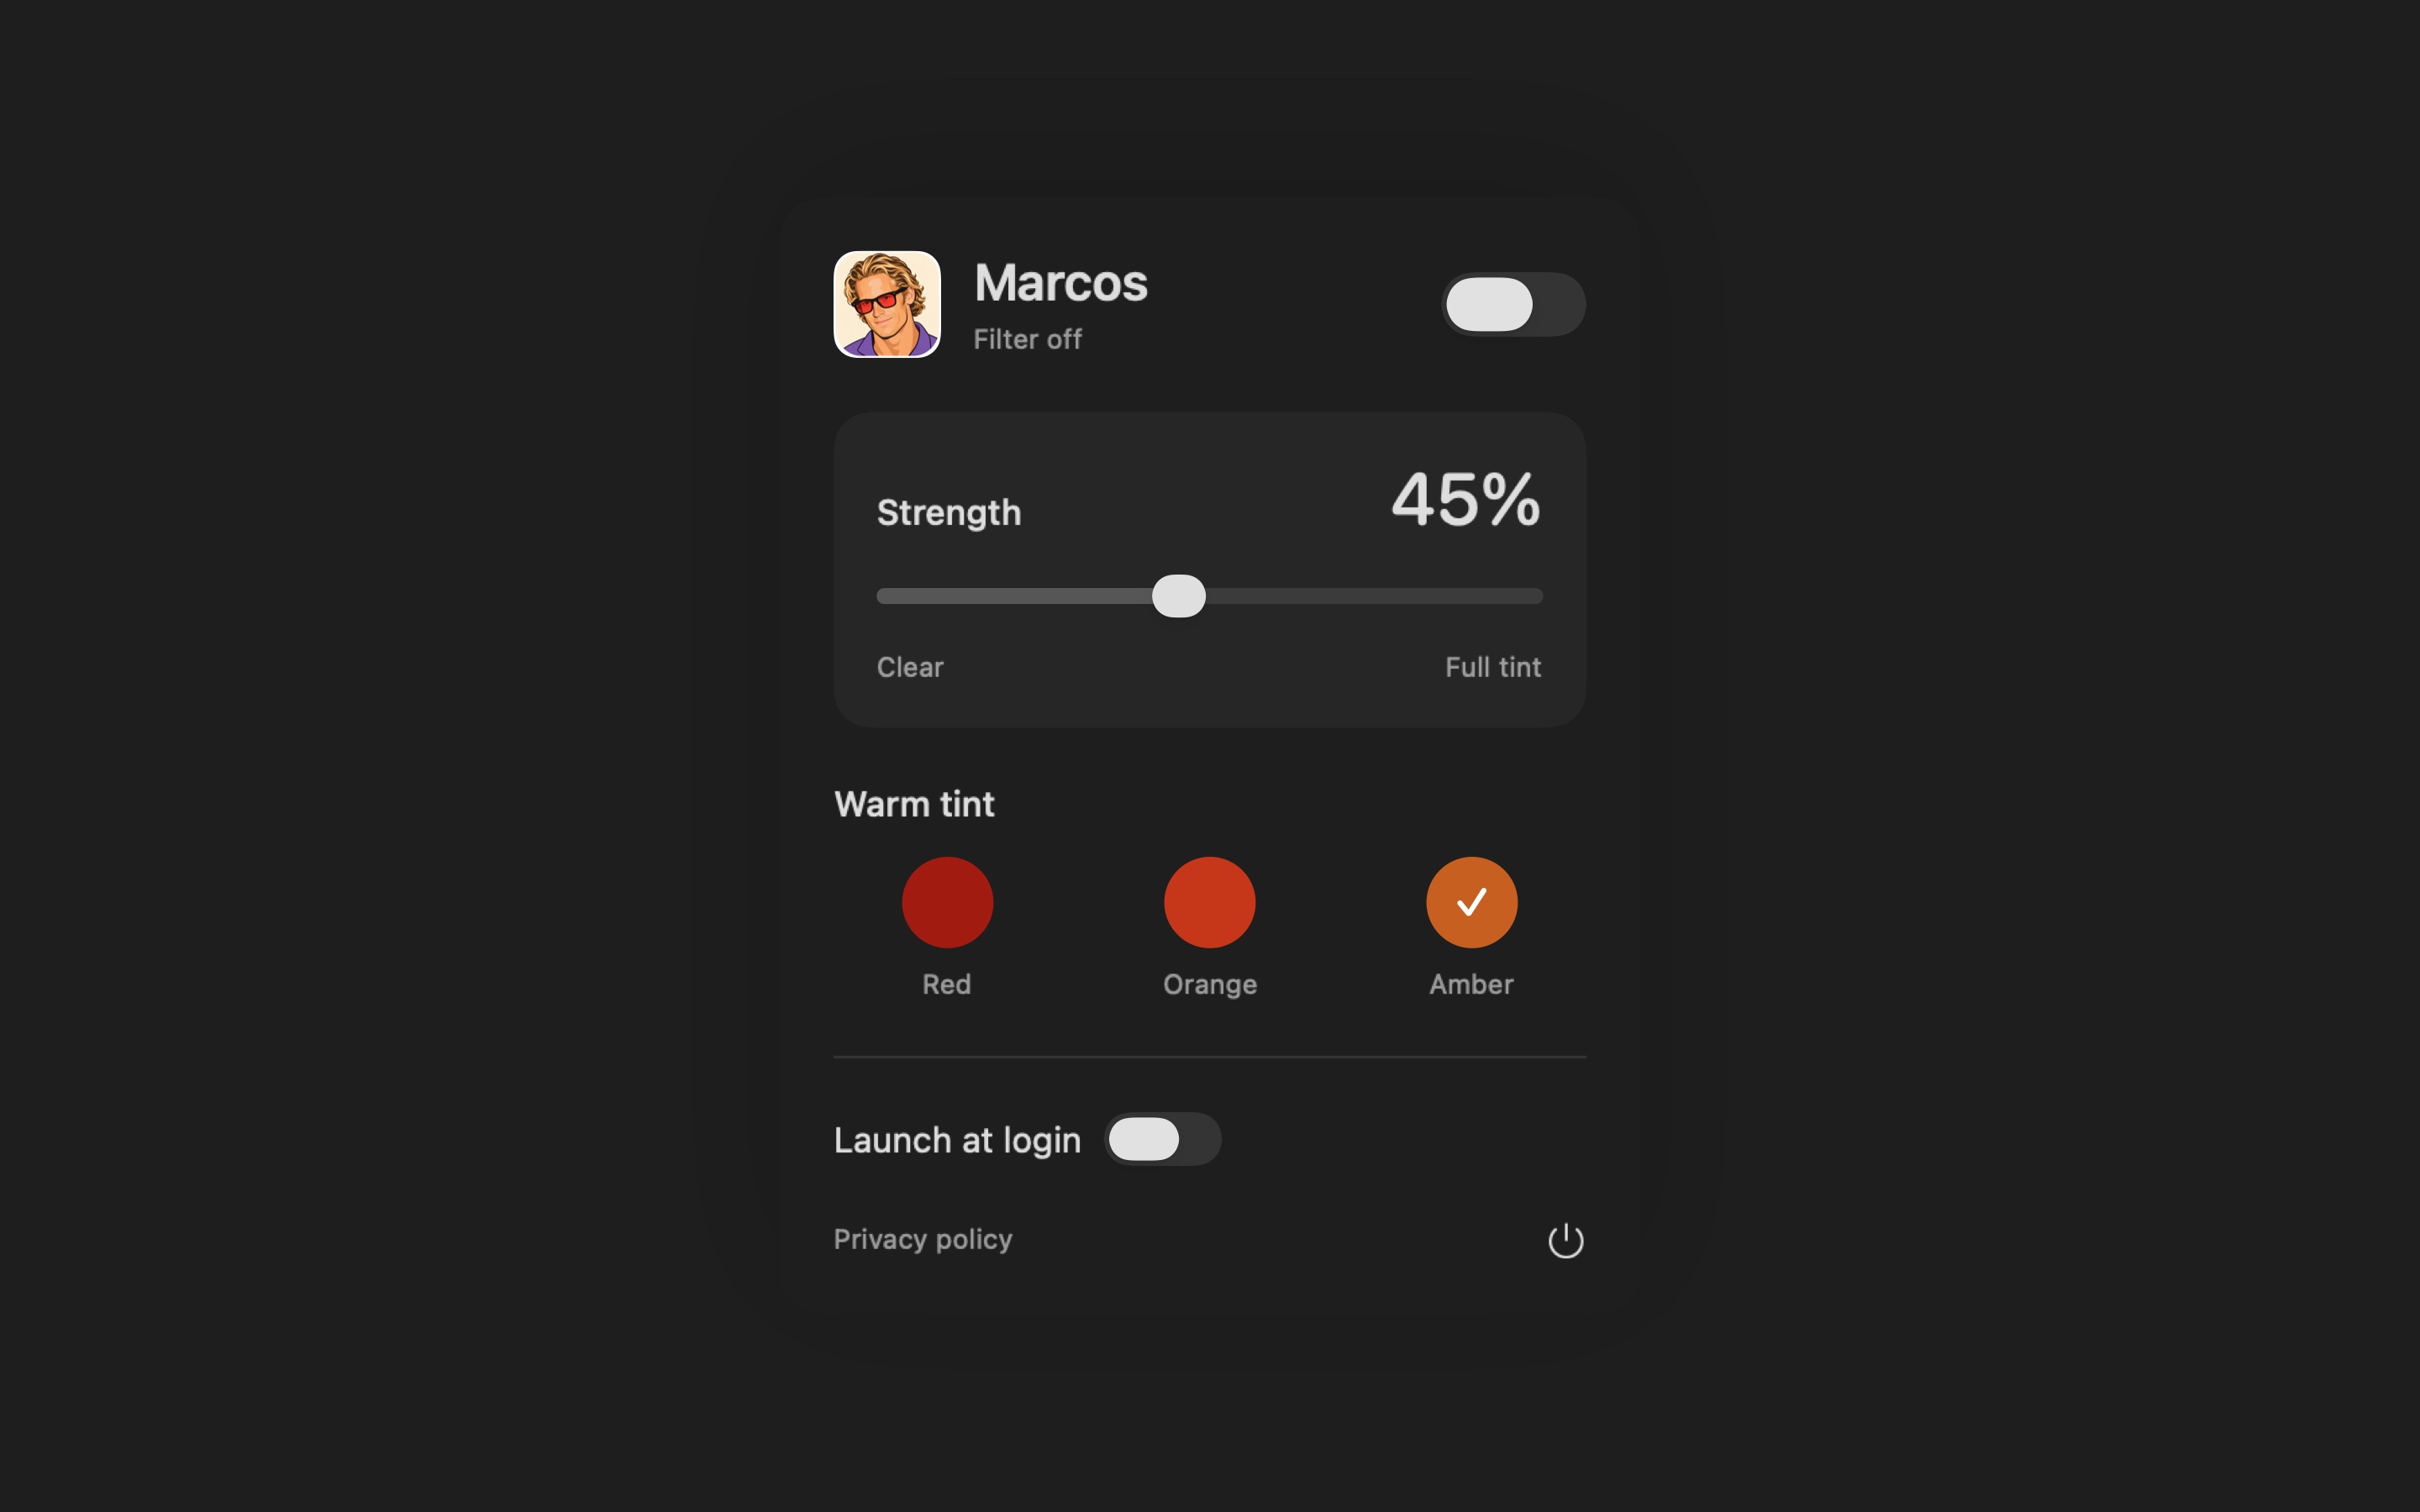 Marcos
Filter off
Strength
45%
Clear
Full tint
Warm tint
Red
Orange
Amber
Launch at login
Privacy policy